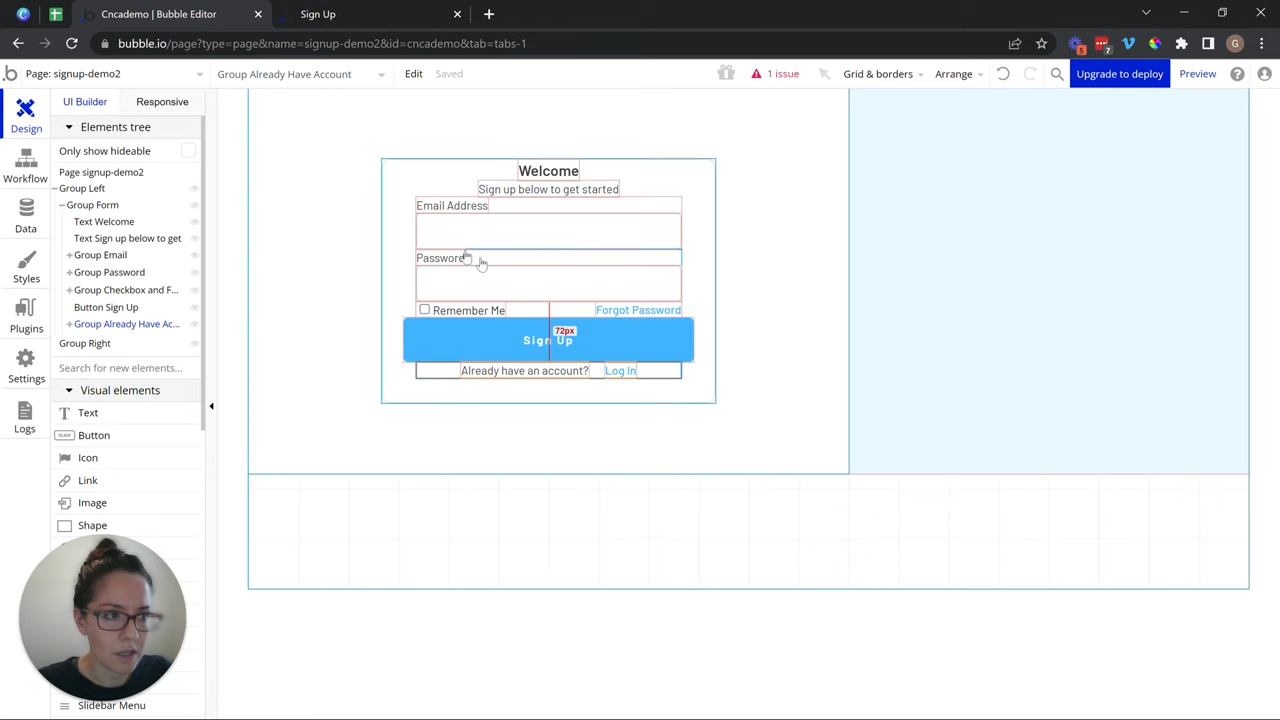 Cncademo | Bubble Editor
Sign Up
bubble.io/page?type=page&name=signup-demo2&id=cncademo&tab=tabs-1
5
7
G
Page: signup-demo2
Group Already Have Account
Edit
Saved
1 issue
Grid & borders
Arrange
Upgrade to deploy
Preview
Design
Workflow
Data
Styles
Plugins
Settings
Logs
UI Builder
Responsive
Elements tree
Only show hideable
Page signup-demo2
Group Left
Group Form
Text Welcome
Text Sign up below to get
Group Email
Group Password
Group Checkbox and F...
Button Sign Up
Group Already Have Ac...
Group Right
Search for new elements...
Visual elements
Text
CLICK
Button
Icon
Link
Image
Shape
Slidebar Menu
Welcome
Sign up below to get started
Email Address
Password
Remember Me
Forgot Password
72px
Sign Up
Already have an account?
Log In